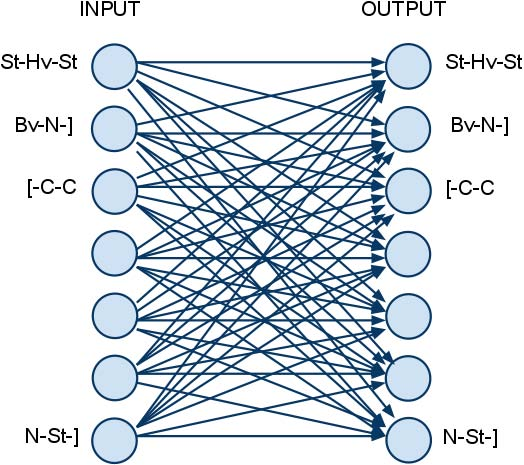 INPUT OUTPUT
St-Hv-St St-Hv-St
Bv-N-] Bv-N-]
[-C-C [-C-C
N-St-] N-St-]